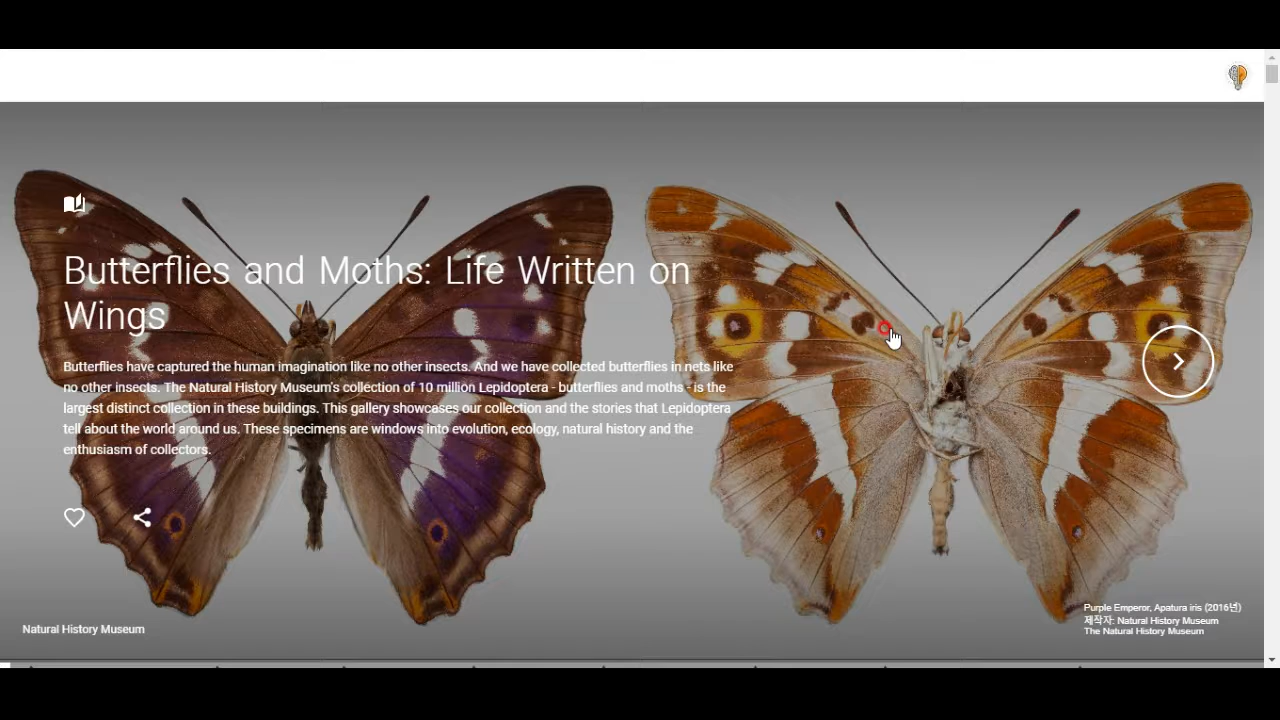 Butterflies and Moths: Life Written on
Wings
Butterflies have captured the human imagination like no other insects. And we have collected butterflies in nets like
no other insects. The Natural History Museum's collection of 10 million Lepidoptera - butterflies and moths - is the
largest distinct collection in these buildings. This gallery showcases our collection and the stories that Lepidoptera
tell about the world around us. These specimens are windows into evolution, ecology, natural history and the
enthusiasm of collectors.
Natural History Museum
Purple Emperor, Apatura iris (2016년)
제작자: Natural History Museum
The Natural History Museum